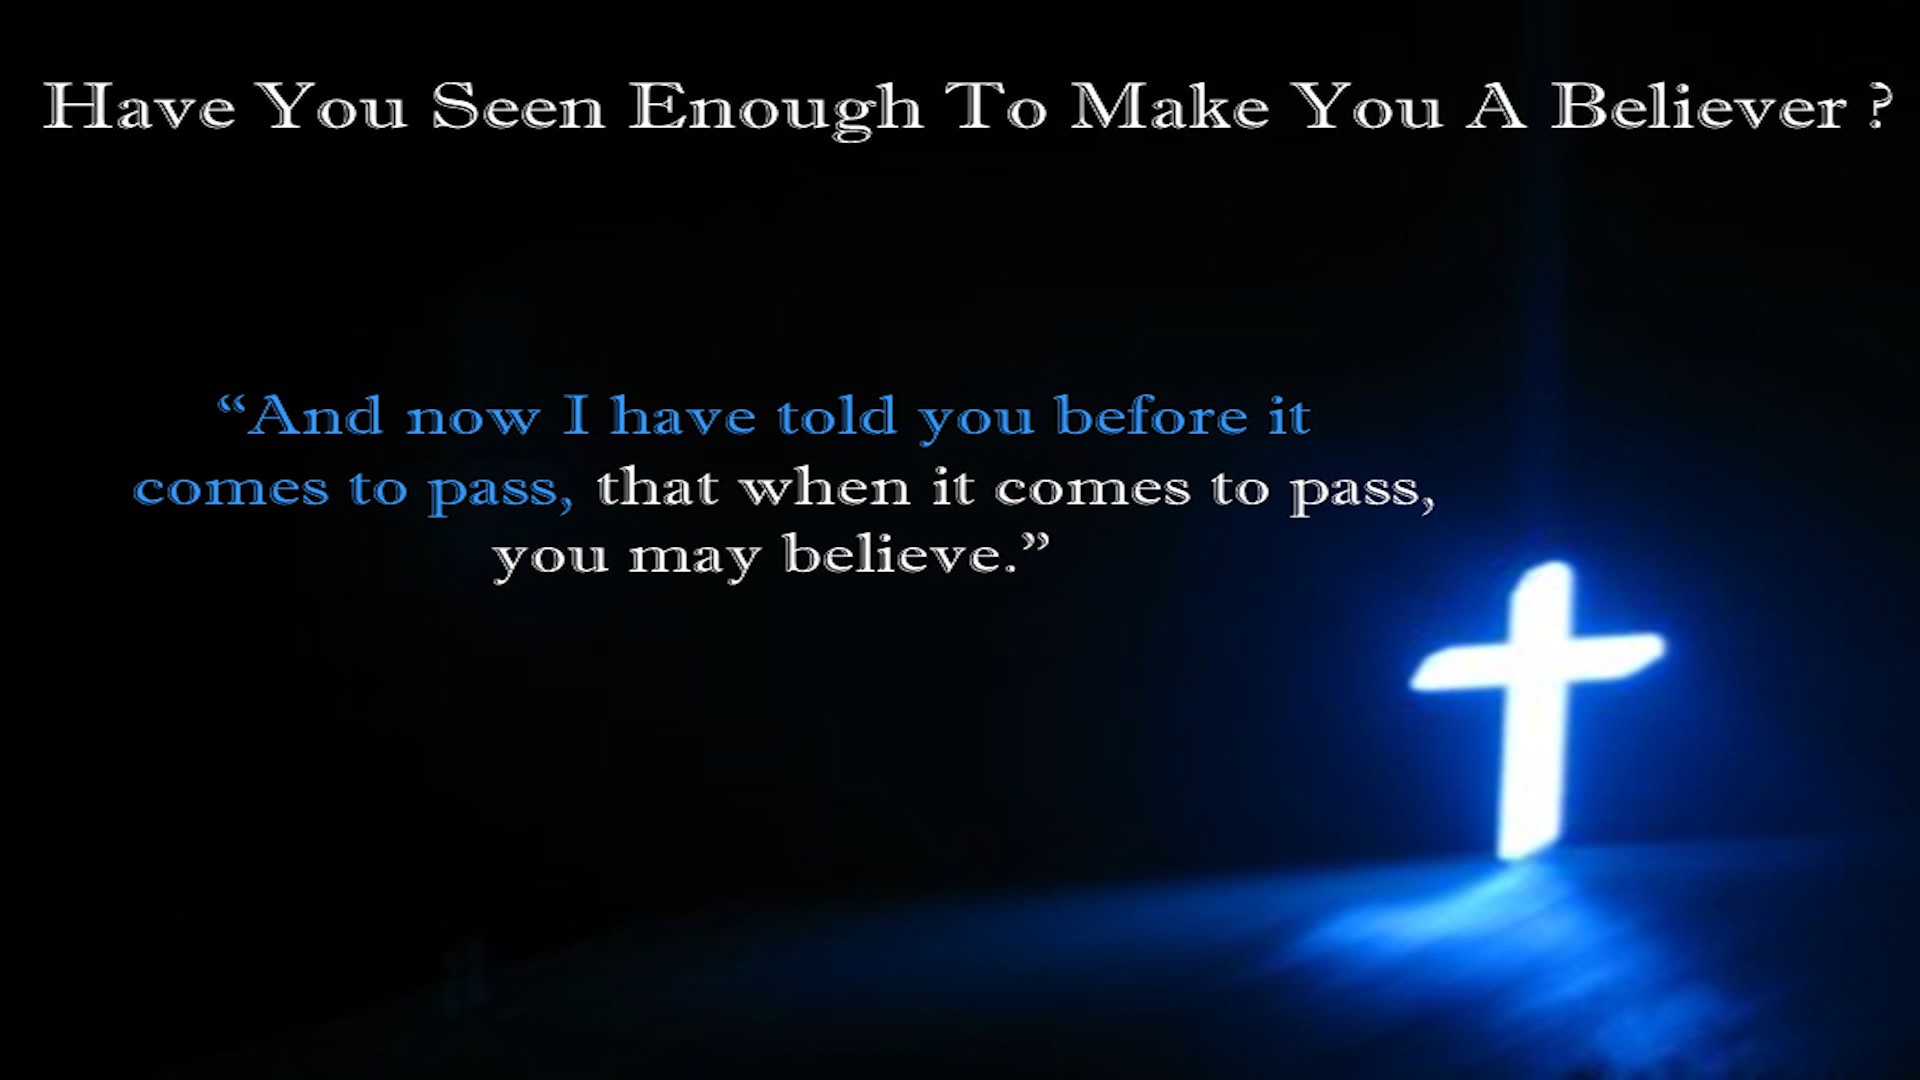 Have You Seen Enough To Make You A Believer ?
“And now I have told you before it
comes to pass, that when it comes to pass,
you may believe.”